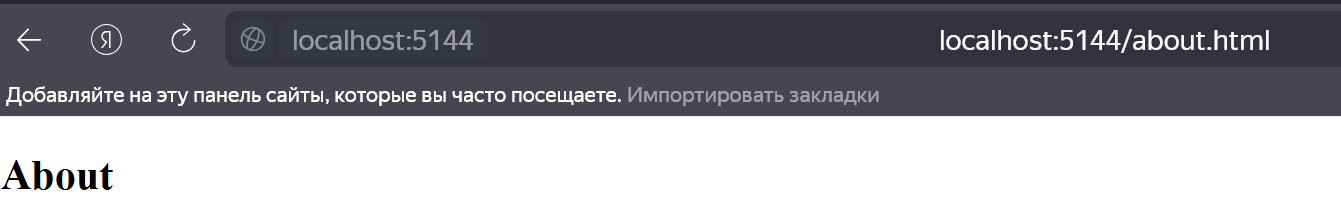 Я localhost:5144 localhost:5144/about.html
Добавляйте на эту панель сайты, которые вы часто посещаете. Импортировать закладки
About